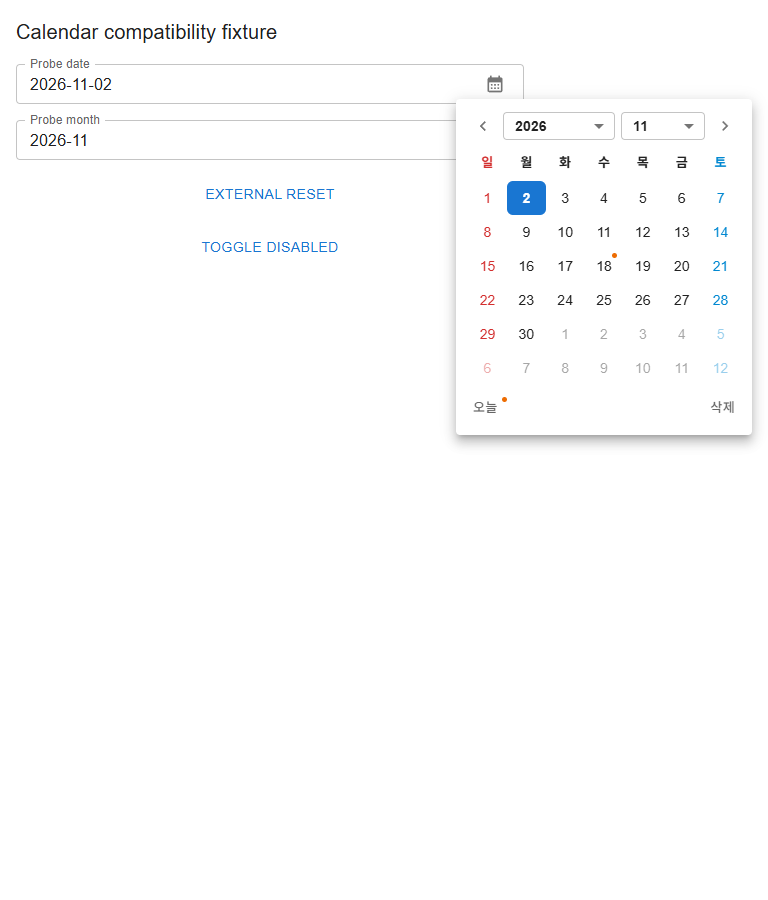 Calendar compatibility fixture
Probe date
2026-11-02
Probe month
2026-11
EXTERNAL RESET
TOGGLE DISABLED
2026 11
일 월 화 수 목 금 토
1 2 3 4 5 6 7
8 9 10 11 12 13 14
15 16 17 18 19 20 21
22 23 24 25 26 27 28
29 30 1 2 3 4 5
6 7 8 9 10 11 12
오늘 삭제